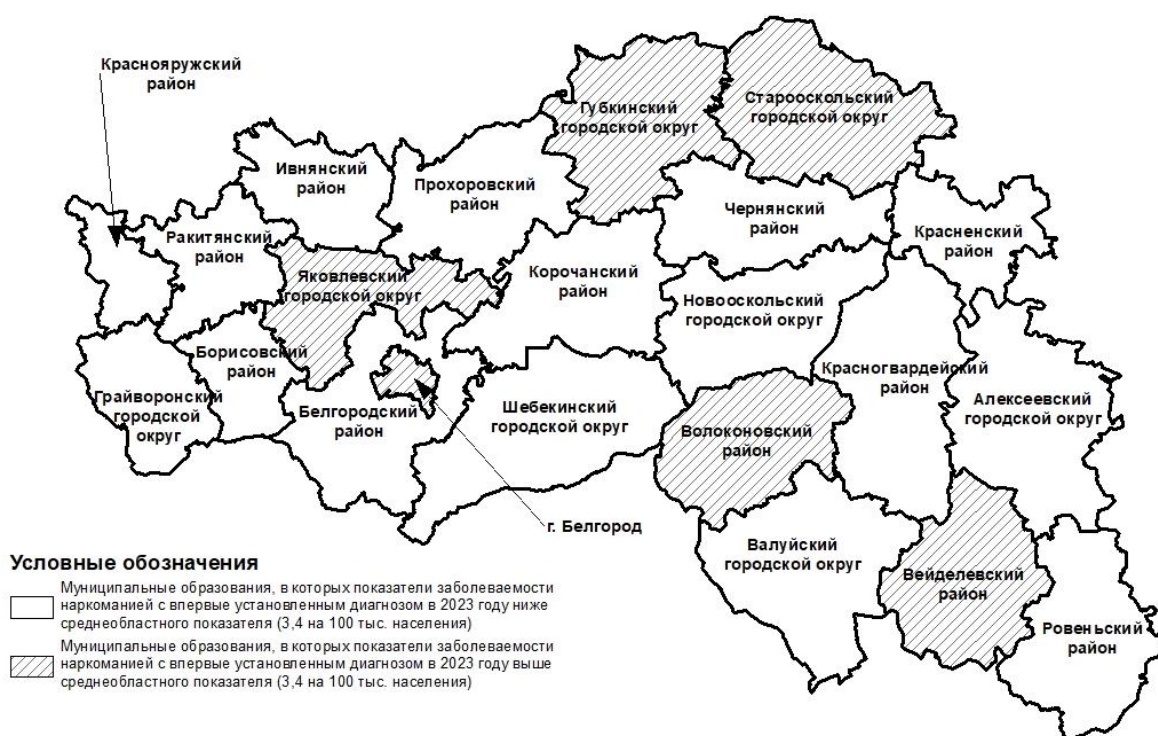 Краснояружский
район
Губкинский
городской округ
Старооскольский
городской округ
Ивнянский
район
Прохоровский
район
Чернянский
район
Красненский
район
Ракитянский
район
Яковлевский
городской округ
Корочанский
район
Новооскольский
городской округ
Борисовский
район
Красногвардейский
район
Грайворонский
городской
округ
Белгородский
район
Шебекинский
городской округ
Алексеевский
городской округ
Волоконовский
район
г. Белгород
Валуйский
городской округ
Вейделевский
район
Ровеньский
район
Условные обозначения
Муниципальные образования, в которых показатели заболеваемости
наркоманией с впервые установленным диагнозом в 2023 году ниже
среднеобластного показателя (3,4 на 100 тыс. населения)
Муниципальные образования, в которых показатели заболеваемости
наркоманией с впервые установленным диагнозом в 2023 году выше
среднеобластного показателя (3,4 на 100 тыс. населения)